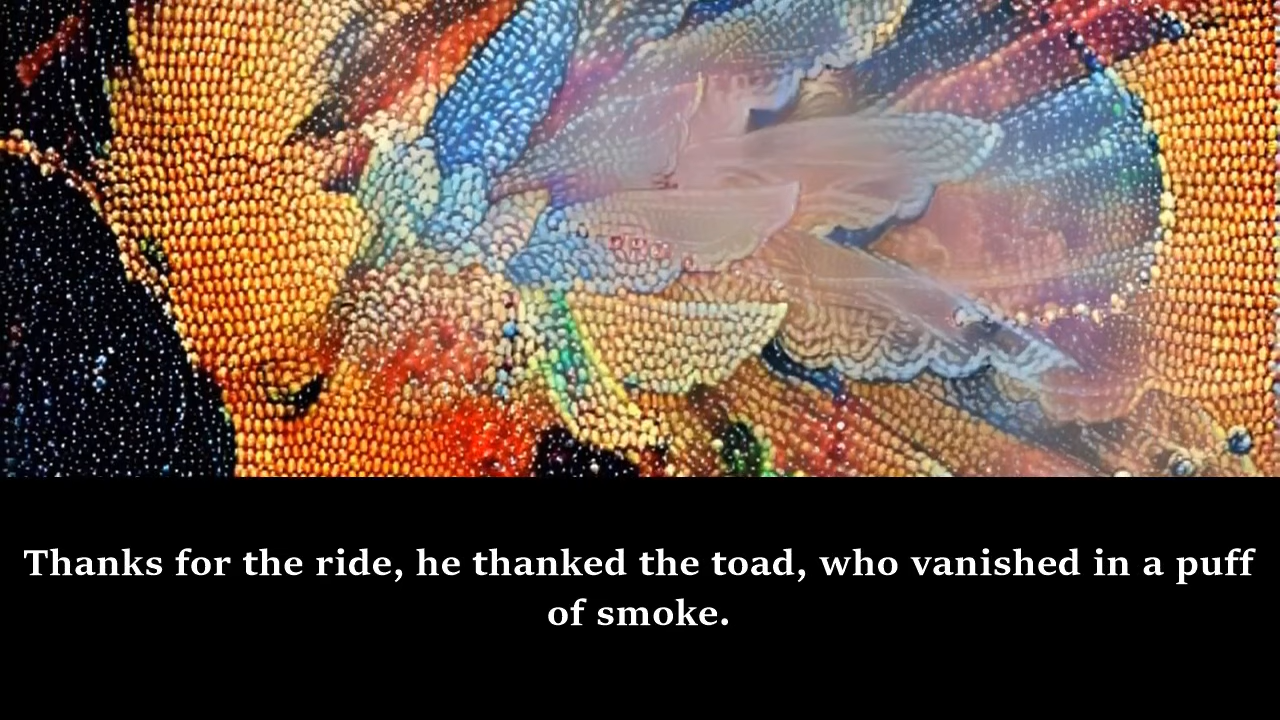 Thanks for the ride, he thanked the toad, who vanished in a puff
of smoke.